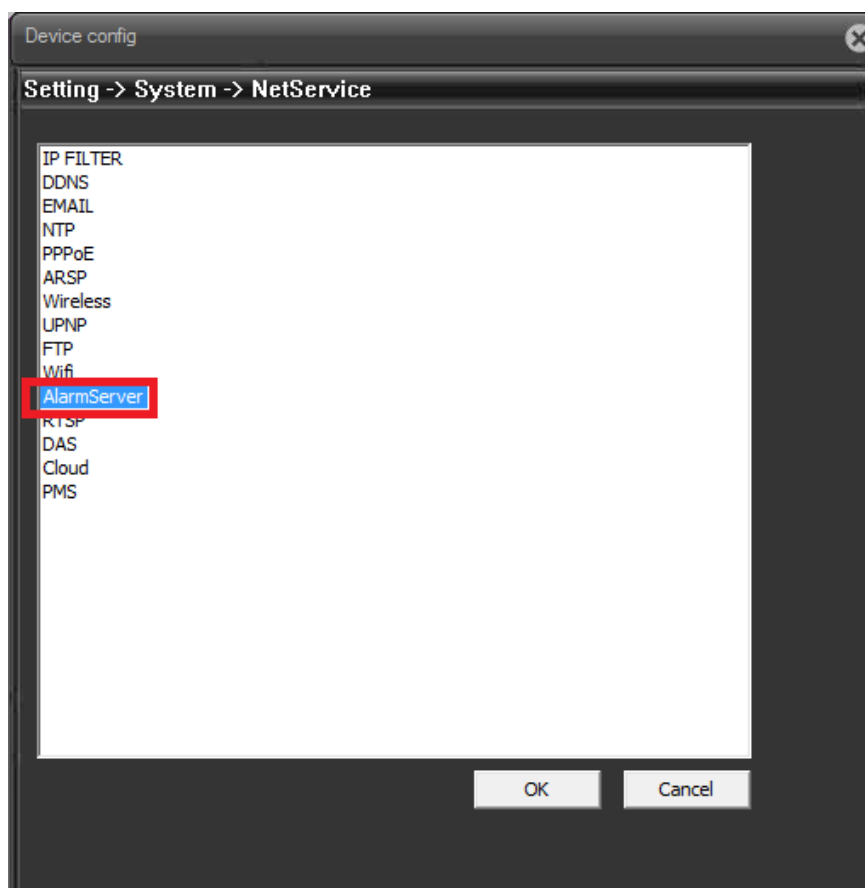 Device config
Setting -> System -> NetService
IP FILTER
DDNS
EMAIL
NTP
PPPoE
ARSP
Wireless
UPNP
FTP
Wifi
AlarmServer
RTSP
DAS
Cloud
PMS
OK
Cancel